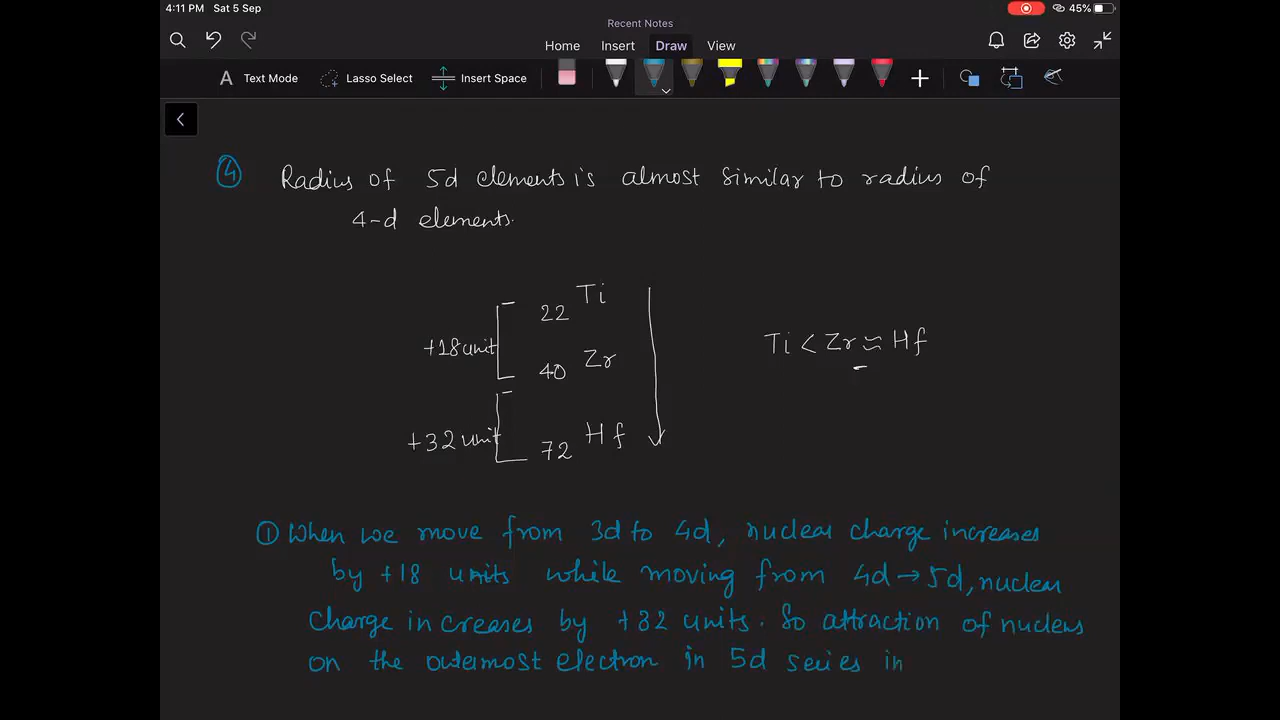 4:11 PM Sat 5 Sep
45%
Recent Notes
Home Insert Draw View
A Text Mode Lasso Select Insert Space
4 Radius of 5d elements is almost similar to radius of
4-d elements.
22 Ti
+18 unit
Ti < Zr ≈ Hf
40 Zr
+32 unit
72 Hf
① When we move from 3d to 4d, nuclear charge increases
by +18 units while moving from 4d → 5d, nuclear
charge increases by +32 units. So attraction of nucleus
on the outermost electron in 5d series in